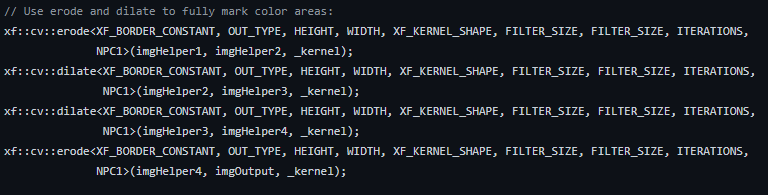 // Use erode and dilate to fully mark color areas:
xf::cv::erode<XF_BORDER_CONSTANT, OUT_TYPE, HEIGHT, WIDTH, XF_KERNEL_SHAPE, FILTER_SIZE, FILTER_SIZE, ITERATIONS,
NPC1>(imgHelper1, imgHelper2, _kernel);
xf::cv::dilate<XF_BORDER_CONSTANT, OUT_TYPE, HEIGHT, WIDTH, XF_KERNEL_SHAPE, FILTER_SIZE, FILTER_SIZE, ITERATIONS,
NPC1>(imgHelper2, imgHelper3, _kernel);
xf::cv::dilate<XF_BORDER_CONSTANT, OUT_TYPE, HEIGHT, WIDTH, XF_KERNEL_SHAPE, FILTER_SIZE, FILTER_SIZE, ITERATIONS,
NPC1>(imgHelper3, imgHelper4, _kernel);
xf::cv::erode<XF_BORDER_CONSTANT, OUT_TYPE, HEIGHT, WIDTH, XF_KERNEL_SHAPE, FILTER_SIZE, FILTER_SIZE, ITERATIONS,
NPC1>(imgHelper4, imgOutput, _kernel);